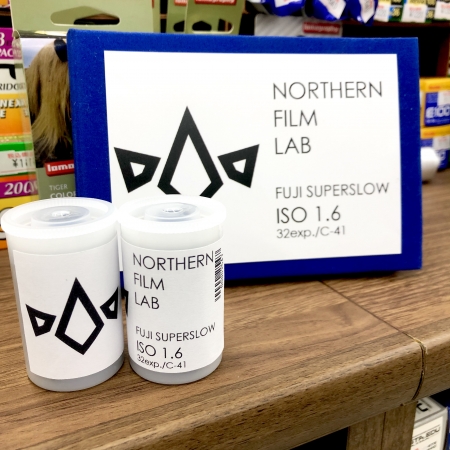 NORTHERN
FILM
LAB
FUJI SUPERSLOW
ISO 1.6
32exp./C-41
NORTHERN
FILM
LAB
FUJI SUPERSLOW
ISO 1.6
32exp./C-41
TIGER